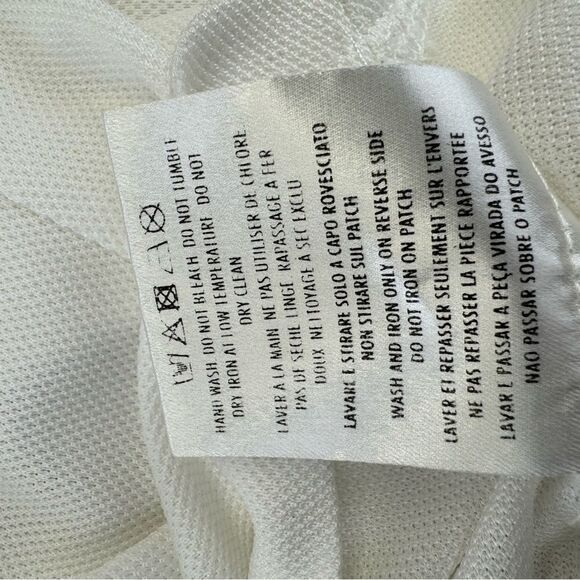 HAND WASH DO NOT BLEACH DO NOT TUMBLE
DRY IRON AT LOW TEMPERATURE DO NOT
DRY CLEAN
LAVER A LA MAIN NE PAS UTILISER DE CHLORE
PAS DE SECHE LINGE RAPASSAGE A FER
DOUX NETTOYAGE A SEC EXCLU
LAVARE E STIRARE SOLO A CAPO ROVESCIATO
NON STIRARE SUL PATCH
WASH AND IRON ONLY ON REVERSE SIDE
DO NOT IRON ON PATCH
LAVER ET REPASSER SEULEMENT SUR L'ENVERS
NE PAS REPASSER LA PIECE RAPPORTEE
LAVAR E PASSAR A PEÇA VIRADA DO AVESSO
NAO PASSAR SOBRE O PATCH